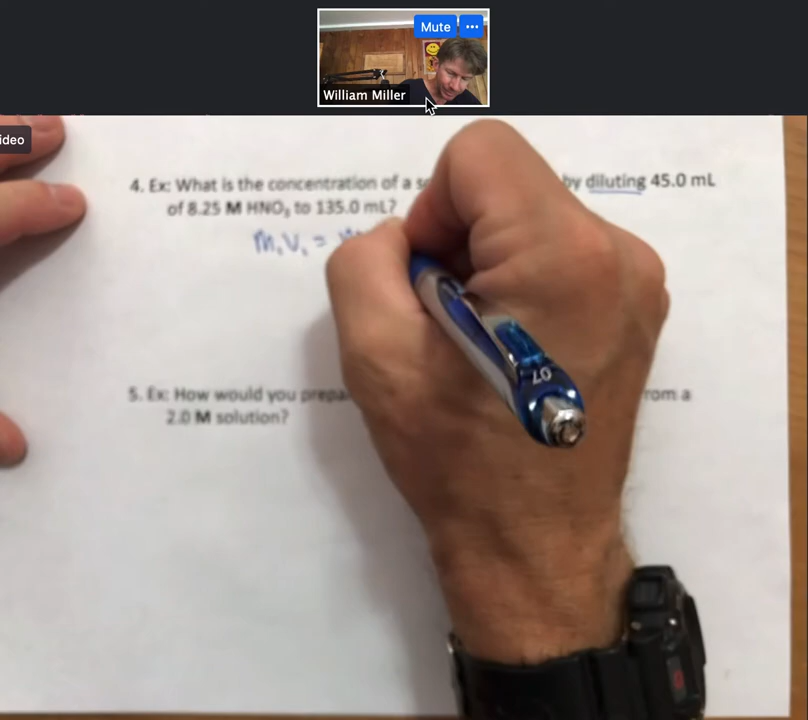 Mute ...
William Miller
ideo
4. Ex: What is the concentration of a by diluting 45.0 mL
of 8.25 M HNO₃ to 135.0 mL?
M₁V₁ =
07
5. Ex: How would you prepa rom a
2.0 M solution?